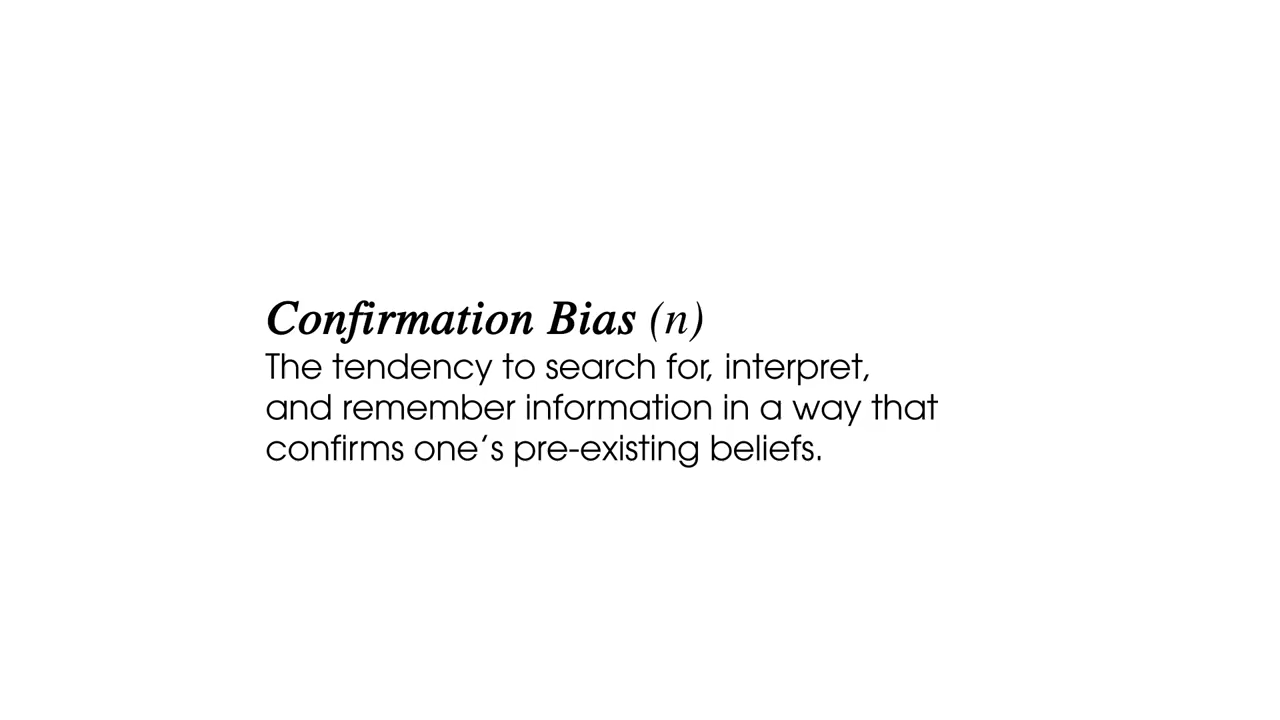 Confirmation Bias (n)
The tendency to search for, interpret,
and remember information in a way that
confirms one’s pre-existing beliefs.